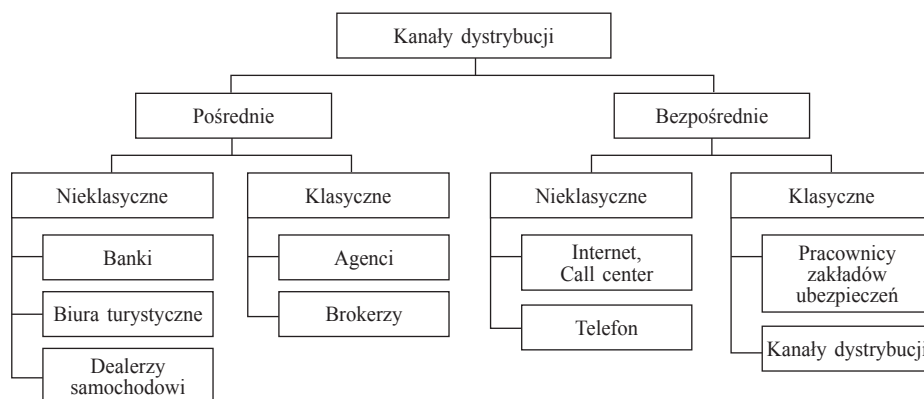 Kanały dystrybucji
Pośrednie
Bezpośrednie
Nieklasyczne
Klasyczne
Nieklasyczne
Klasyczne
Banki
Biura turystyczne
Dealerzy
samochodowi
Agenci
Brokerzy
Internet,
Call center
Telefon
Pracownicy
zakładów
ubezpieczeń
Kanały dystrybucji